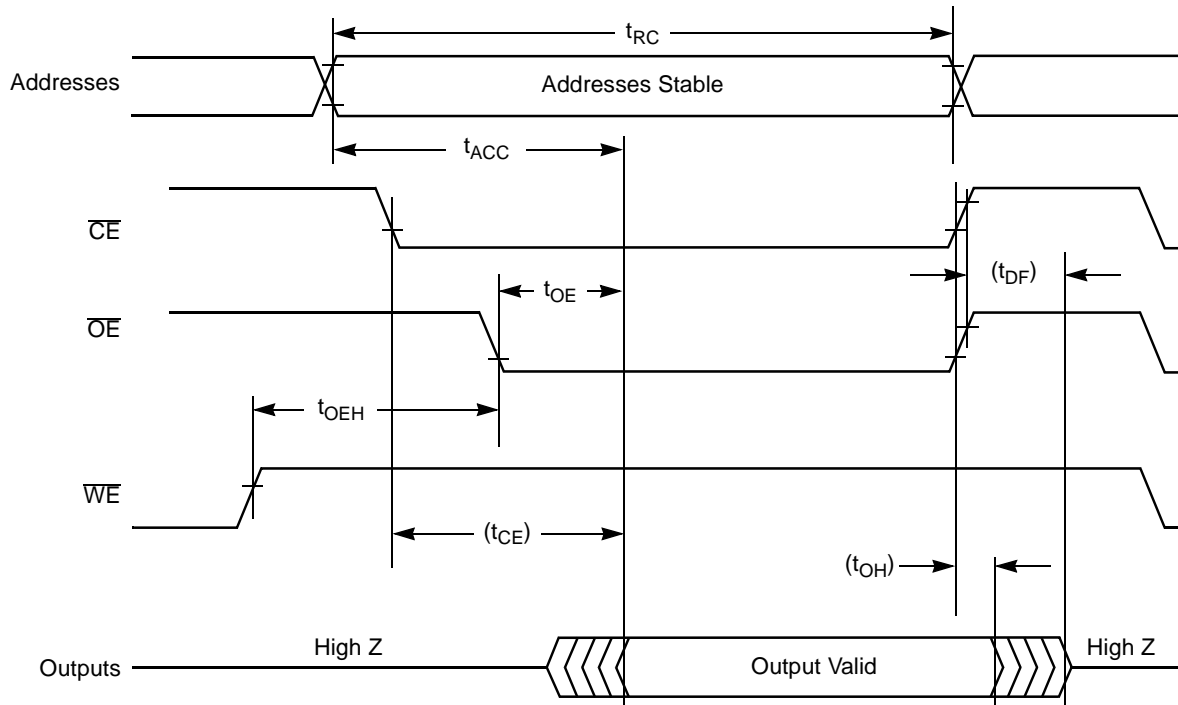 tRC
Addresses
Addresses Stable
tACC
CE
(tDF)
tOE
OE
tOEH
WE
(tCE)
(tOH)
High Z
Output Valid
High Z
Outputs